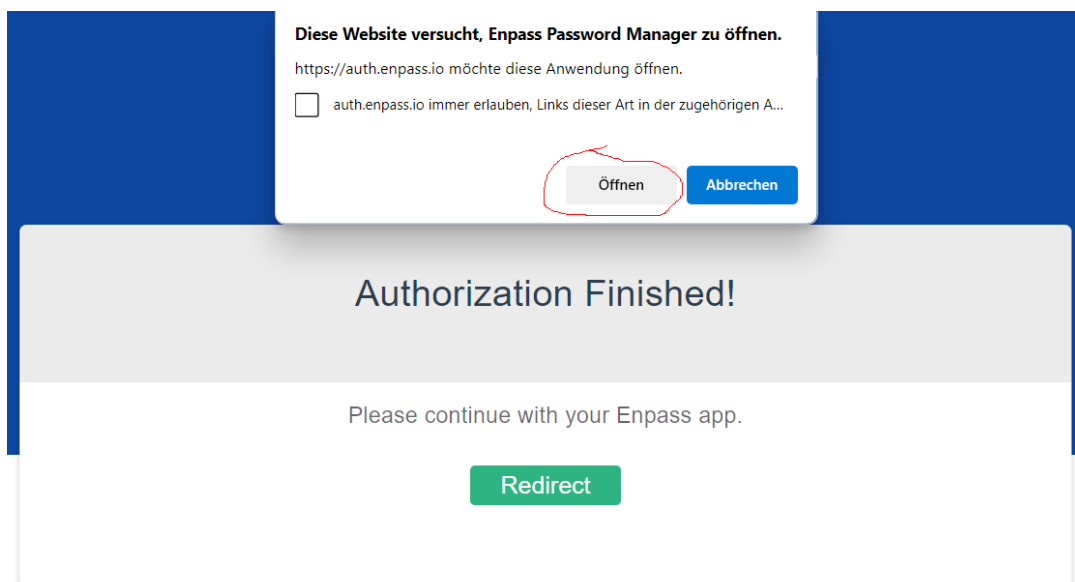 Diese Website versucht, Enpass Password Manager zu öffnen.
https://auth.enpass.io möchte diese Anwendung öffnen.
auth.enpass.io immer erlauben, Links dieser Art in der zugehörigen A...
Öffnen Abbrechen
Authorization Finished!
Please continue with your Enpass app.
Redirect